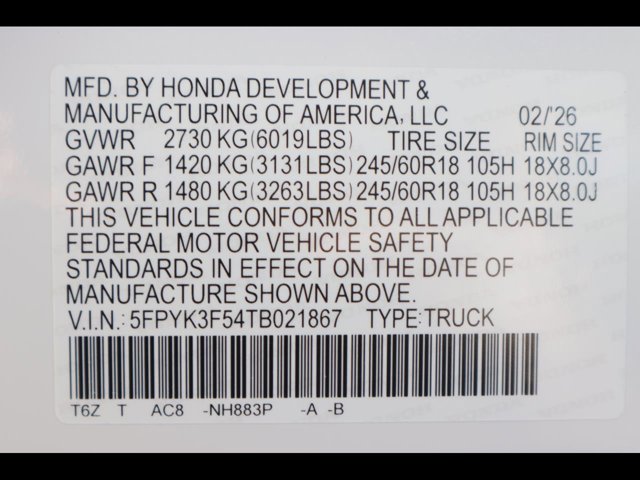 MFD. BY HONDA DEVELOPMENT &
MANUFACTURING OF AMERICA, LLC 02/'26
GVWR 2730 KG(6019LBS) TIRE SIZE RIM SIZE
GAWR F 1420 KG(3131LBS) 245/60R18 105H 18X8.0J
GAWR R 1480 KG(3263LBS) 245/60R18 105H 18X8.0J
THIS VEHICLE CONFORMS TO ALL APPLICABLE
FEDERAL MOTOR VEHICLE SAFETY
STANDARDS IN EFFECT ON THE DATE OF
MANUFACTURE SHOWN ABOVE.
V.I.N.: 5FPYK3F54TB021867 TYPE:TRUCK
T6Z T AC8 -NH883P -A -B